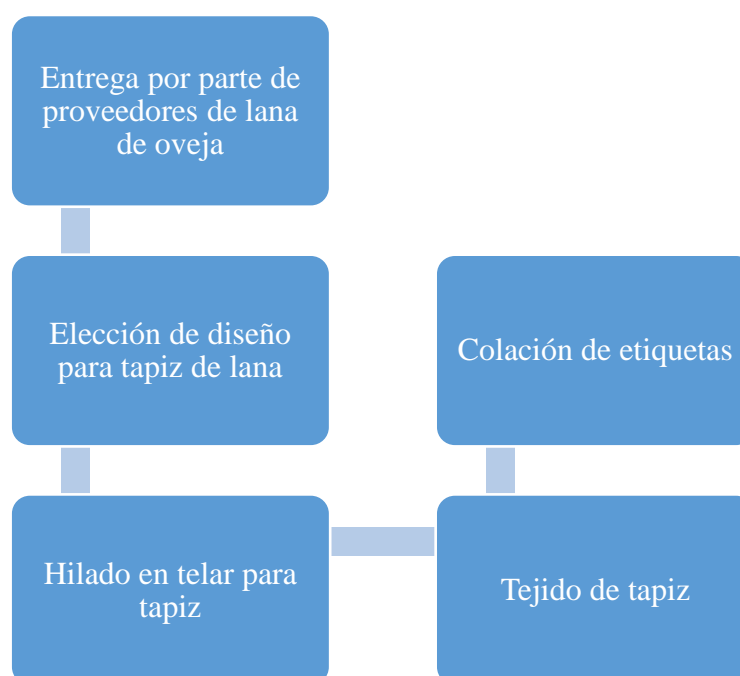 Entrega por parte de
proveedores de lana
de oveja
Elección de diseño
para tapiz de lana
Hilado en telar para
tapiz
Tejido de tapiz
Colación de etiquetas